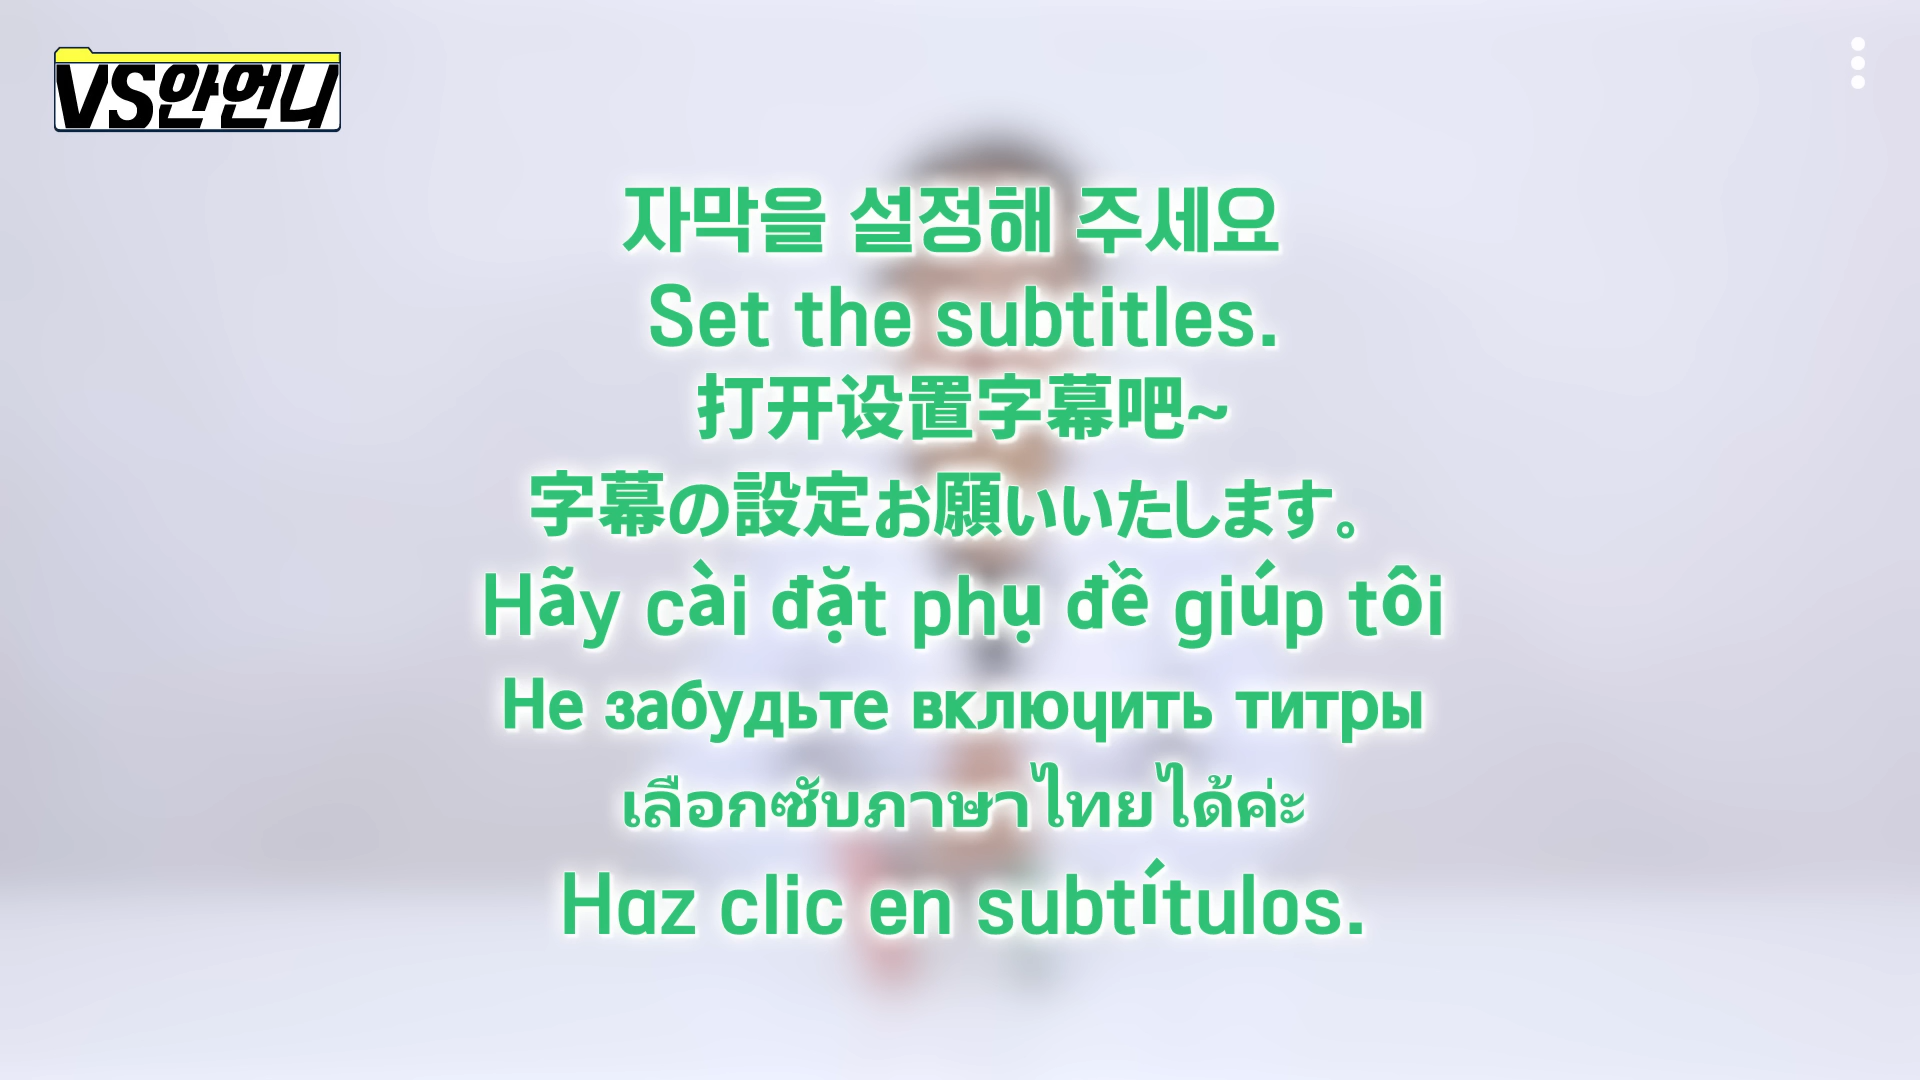 VS안언니
자막을 설정해 주세요
Set the subtitles.
打开设置字幕吧~
字幕の設定お願いいたします。
Hãy cài đặt phụ đề giúp tôi
Не забудьте вклюџить титры
เลือกซับภาษาไทยได้ค่ะ
Haz clic en subtítulos.